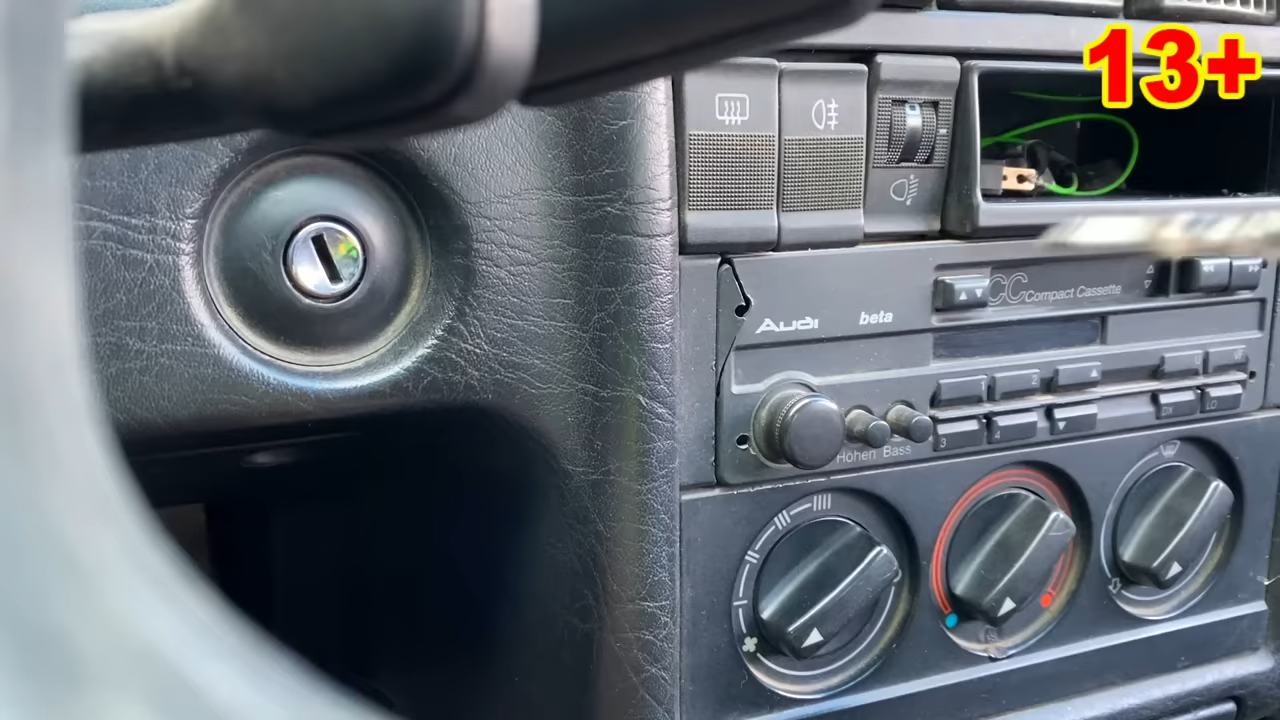 13+
CC Compact Cassette
Audi beta
1 2
3 4 DX LO
Höhen Bass